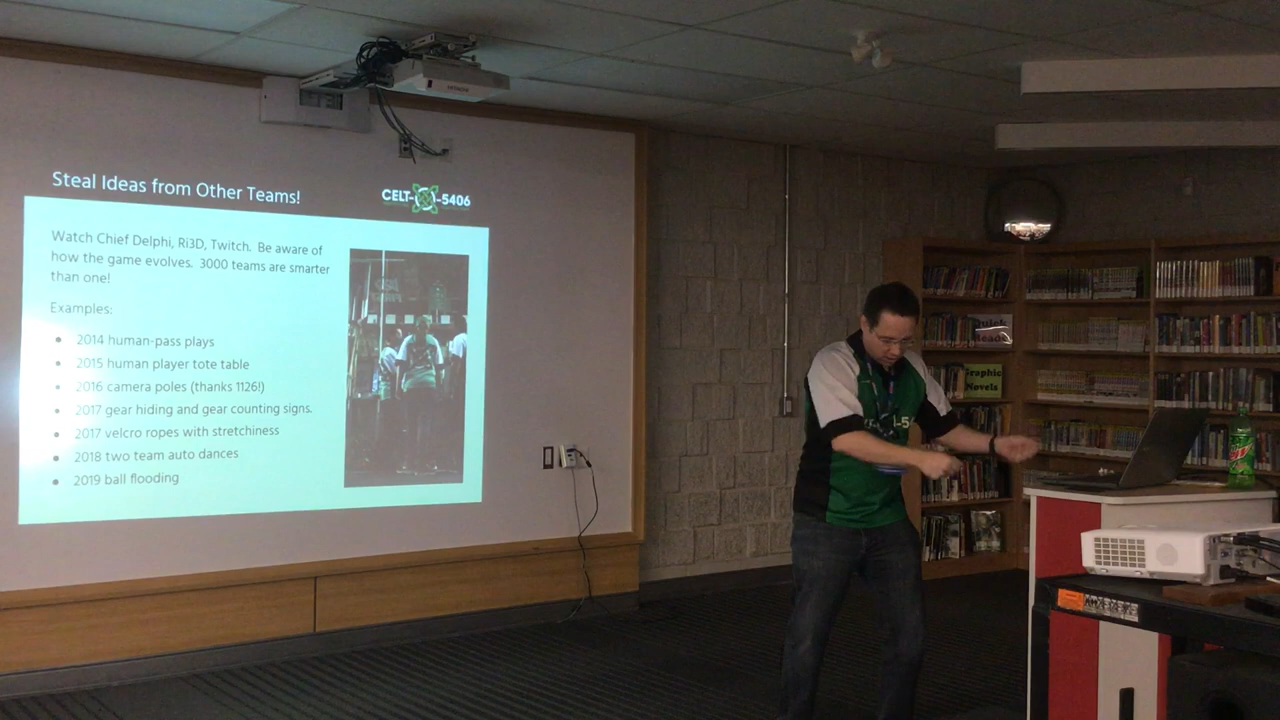 HITACHI
Steal Ideas from Other Teams!
CELT-X-5406
Watch Chief Delphi, Ri3D, Twitch. Be aware of
how the game evolves. 3000 teams are smarter
than one!
Examples:
• 2014 human-pass plays
• 2015 human player tote table
• 2016 camera poles (thanks 1126!)
• 2017 gear hiding and gear counting signs.
• 2017 velcro ropes with stretchiness
• 2018 two team auto dances
• 2019 ball flooding
Quick
Reads
Graphic
Novels